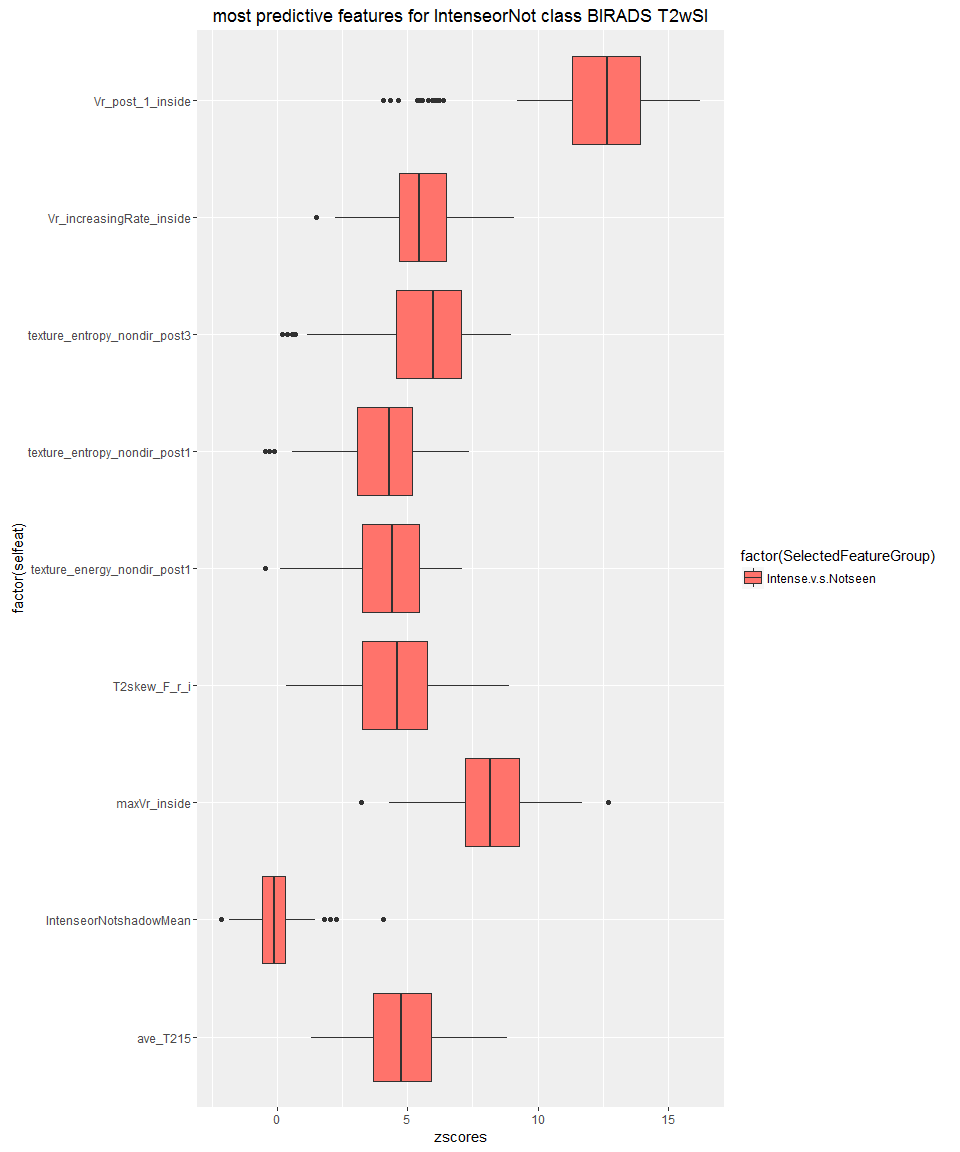 most predictive features for IntenseorNot class BIRADS T2wSI
Vr_post_1_inside
Vr_increasingRate_inside
texture_entropy_nondir_post3
texture_entropy_nondir_post1
texture_energy_nondir_post1
T2skew_F_r_i
maxVr_inside
IntenseorNotshadowMean
ave_T215
factor(selfeat)
0 5 10 15
zscores
factor(SelectedFeatureGroup)
Intense.v.s.Notseen